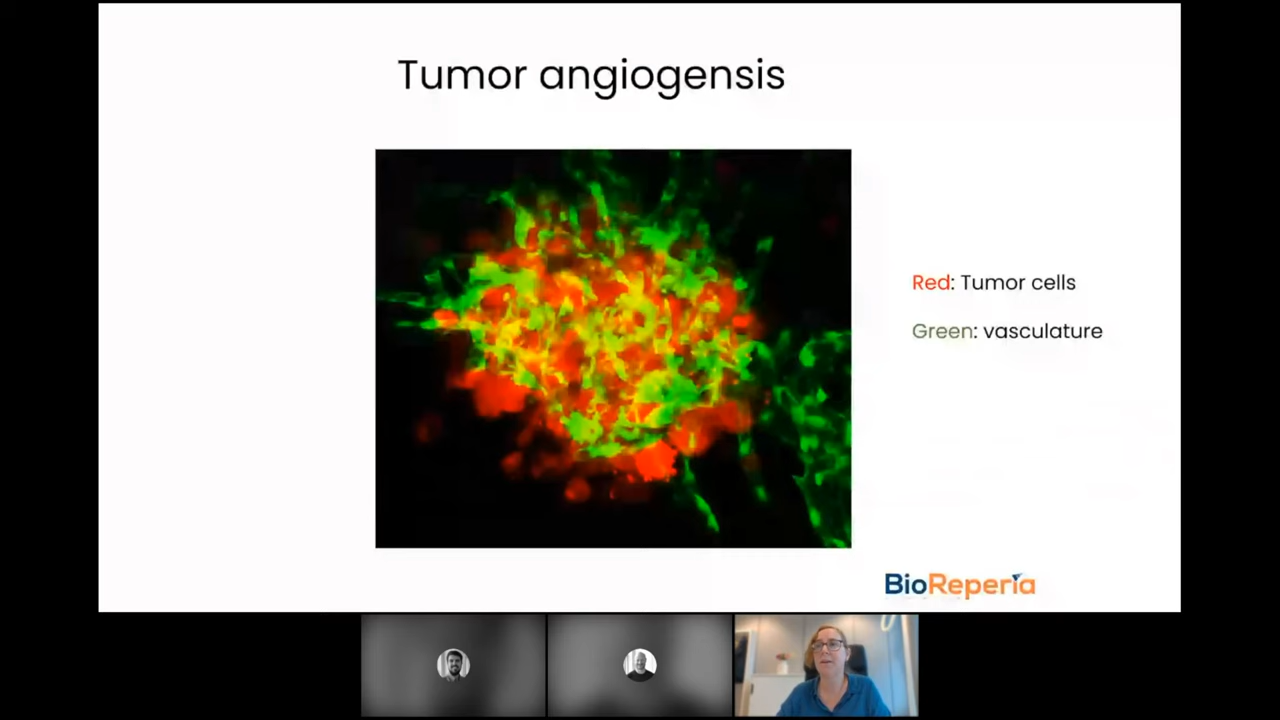 Tumor angiogensis
Red: Tumor cells
Green: vasculature
BioReperia